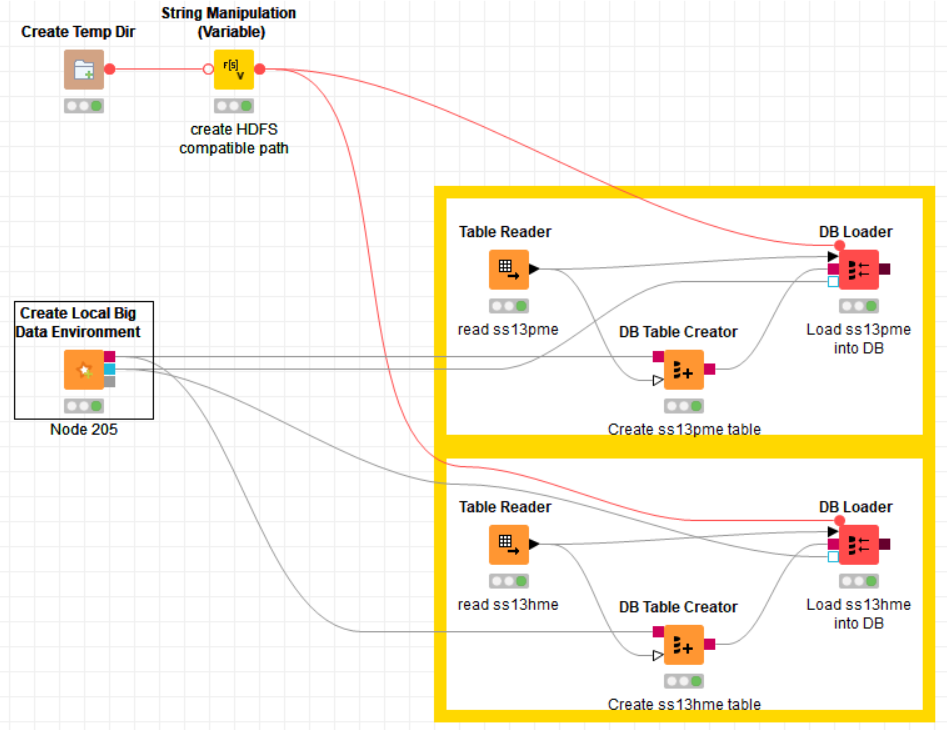 String Manipulation
(Variable)
Create Temp Dir
r[s]
v
create HDFS
compatible path
Table Reader
DB Loader
Create Local Big
Data Environment
read ss13pme
DB Table Creator
Load ss13pme
into DB
Node 205
Create ss13pme table
Table Reader
DB Loader
read ss13hme
DB Table Creator
Load ss13hme
into DB
Create ss13hme table